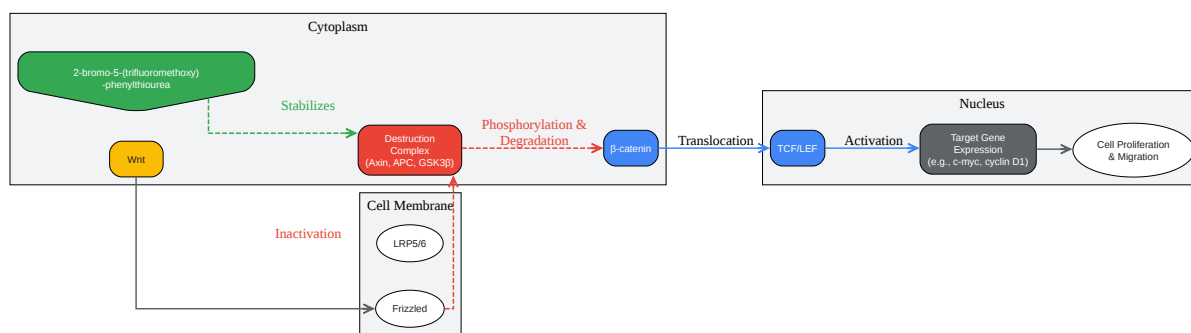 Cytoplasm
2-bromo-5-(trifluoromethoxy)
-phenylthiourea
Stabilizes
Wnt
Destruction
Complex
(Axin, APC, GSK3β)
Phosphorylation &
Degradation
β-catenin
Translocation
Nucleus
TCF/LEF
Activation
Target Gene
Expression
(e.g., c-myc, cyclin D1)
Cell Proliferation
& Migration
Cell Membrane
Inactivation
LRP5/6
Frizzled